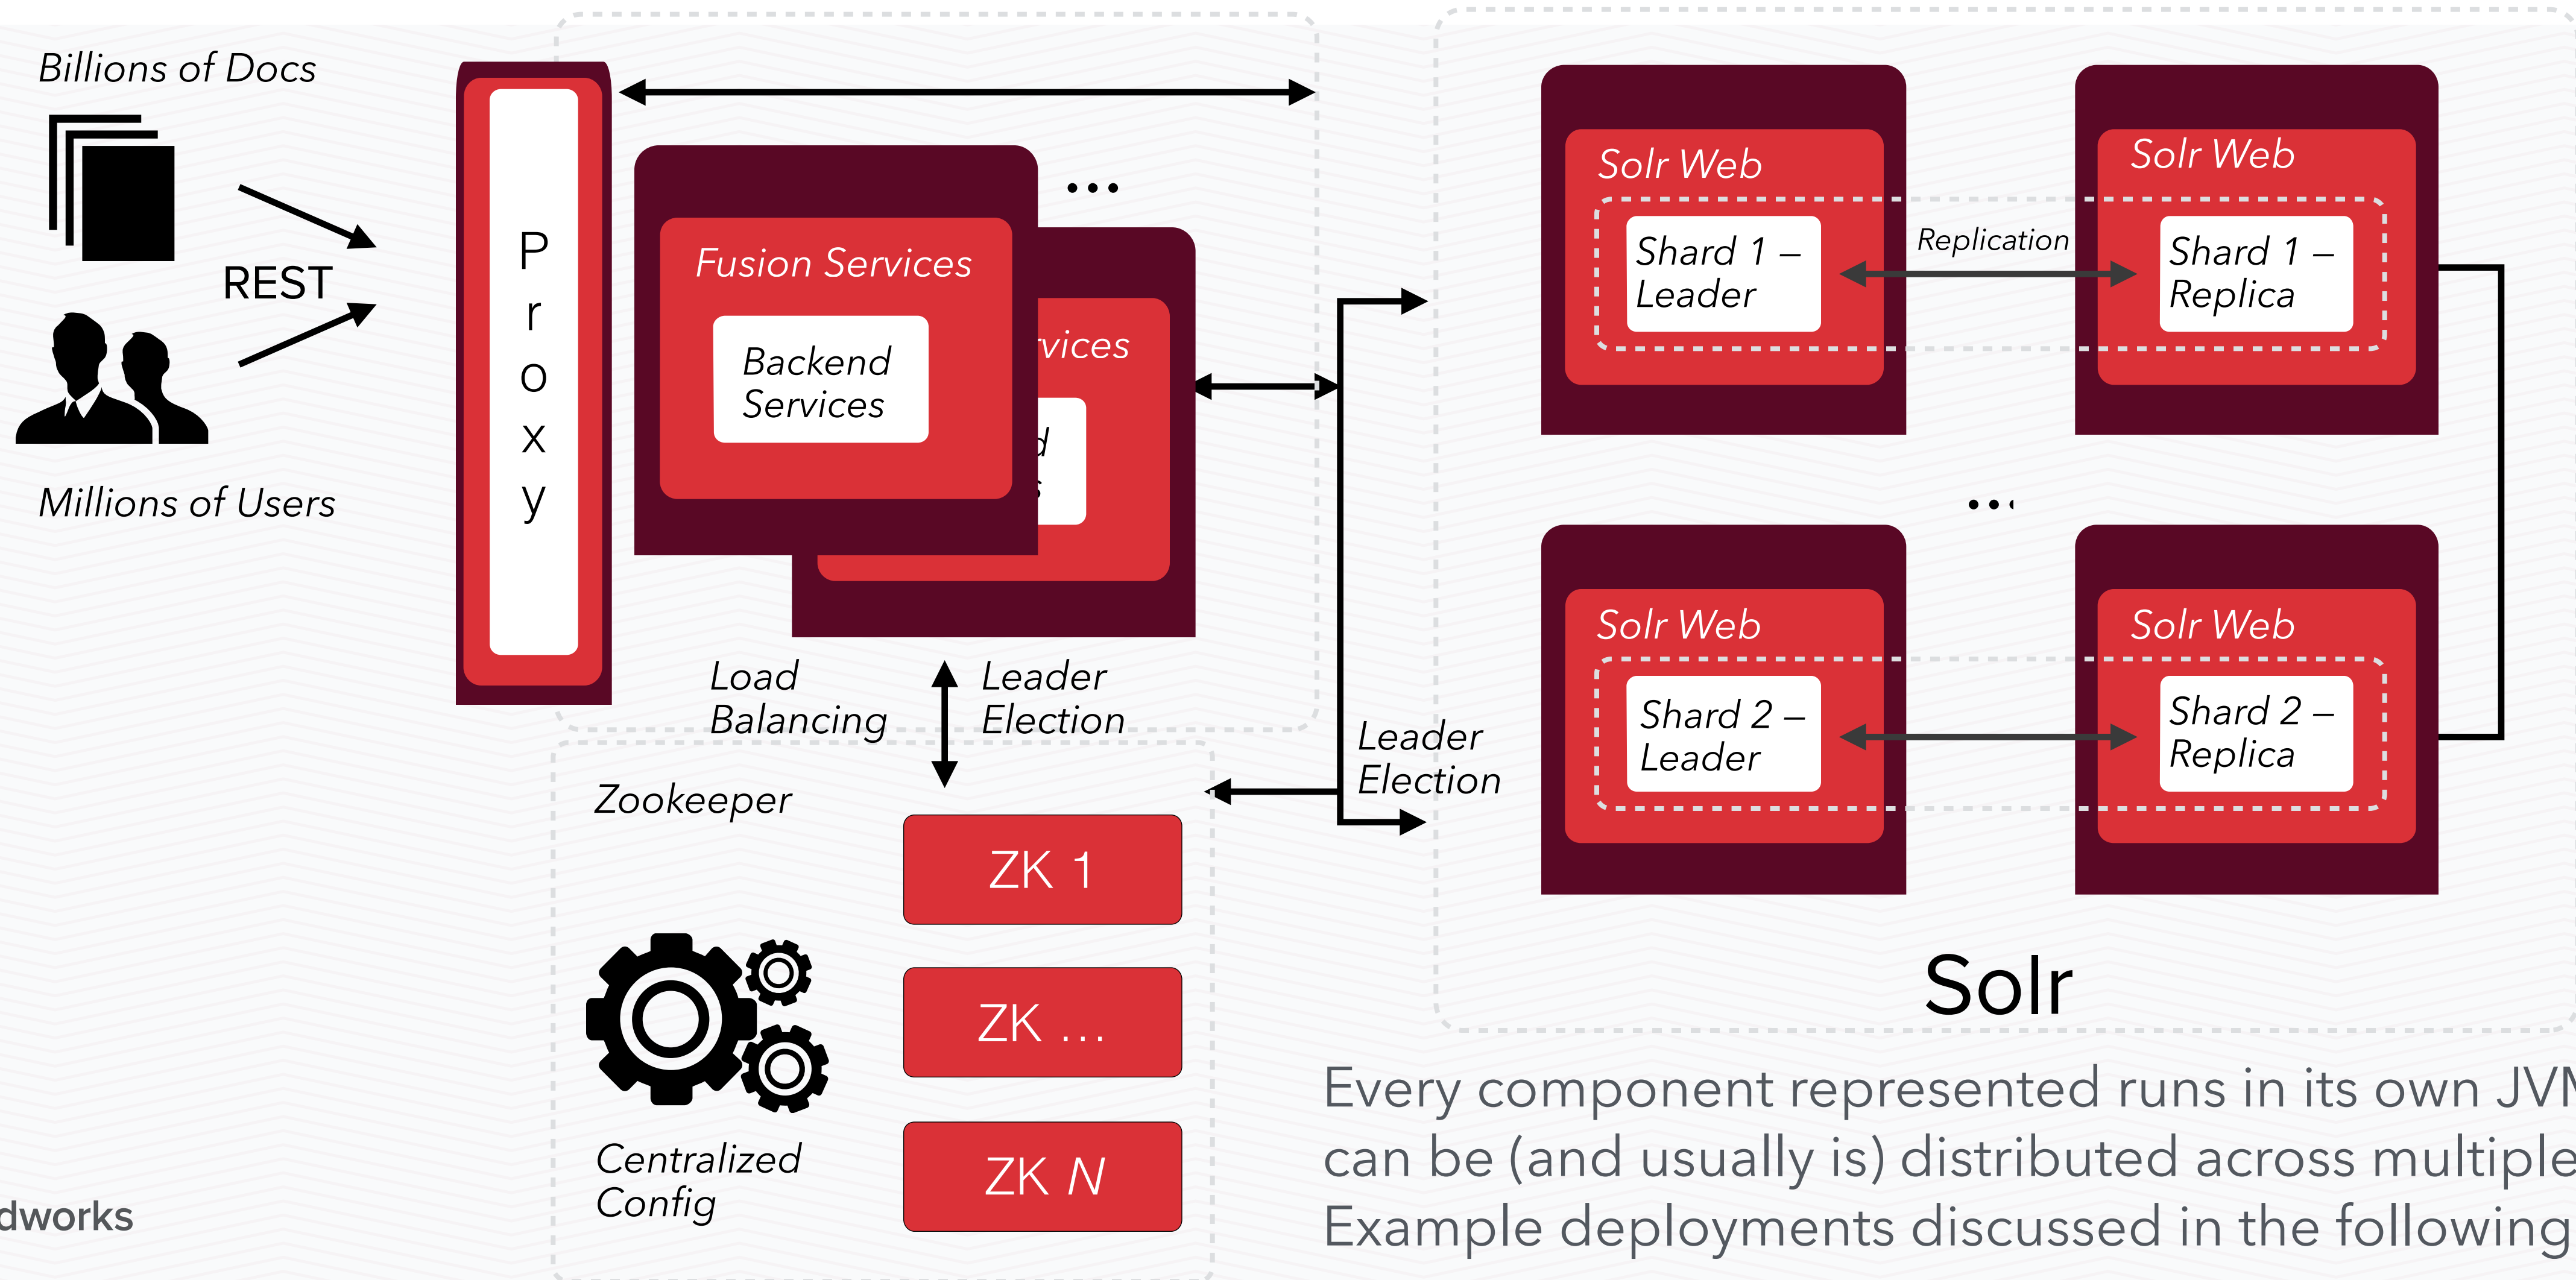 Billions of Docs
REST
Millions of Users
Proxy
...
Fusion Services
Backend
Services
Load
Balancing
Leader
Election
Zookeeper
ZK 1
ZK ...
ZK N
Centralized
Config
Leader
Election
Solr Web
Shard 1 –
Leader
Replication
Solr Web
Shard 1 –
Replica
...
Solr Web
Shard 2 –
Leader
Solr Web
Shard 2 –
Replica
Solr
Every component represented runs in its own
can be (and usually is) distributed across multiple
Example deployments discussed in the following